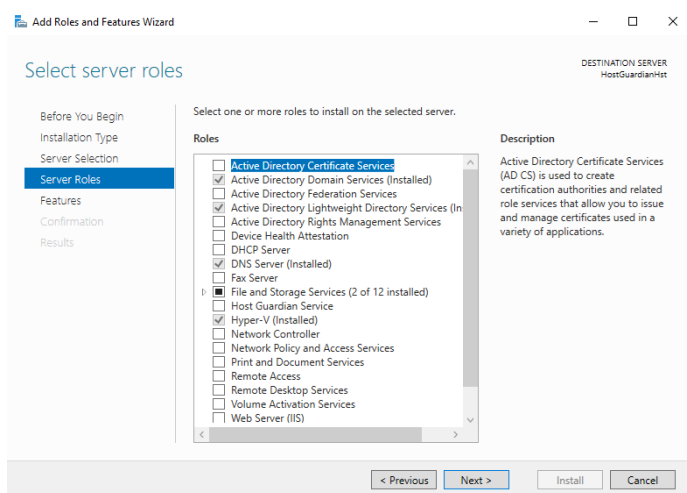 Add Roles and Features Wizard
Select server roles
DESTINATION SERVER
HostGuardianHst
Before You Begin
Installation Type
Server Selection
Server Roles
Features
Confirmation
Results
Select one or more roles to install on the selected server.
Roles
Active Directory Certificate Services
Active Directory Domain Services (Installed)
Active Directory Federation Services
Active Directory Lightweight Directory Services (In
Active Directory Rights Management Services
Device Health Attestation
DHCP Server
DNS Server (Installed)
Fax Server
File and Storage Services (2 of 12 installed)
Host Guardian Service
Hyper-V (Installed)
Network Controller
Network Policy and Access Services
Print and Document Services
Remote Access
Remote Desktop Services
Volume Activation Services
Web Server (IIS)
Description
Active Directory Certificate Services
(AD CS) is used to create
certification authorities and related
role services that allow you to issue
and manage certificates used in a
variety of applications.
< Previous
Next >
Install
Cancel